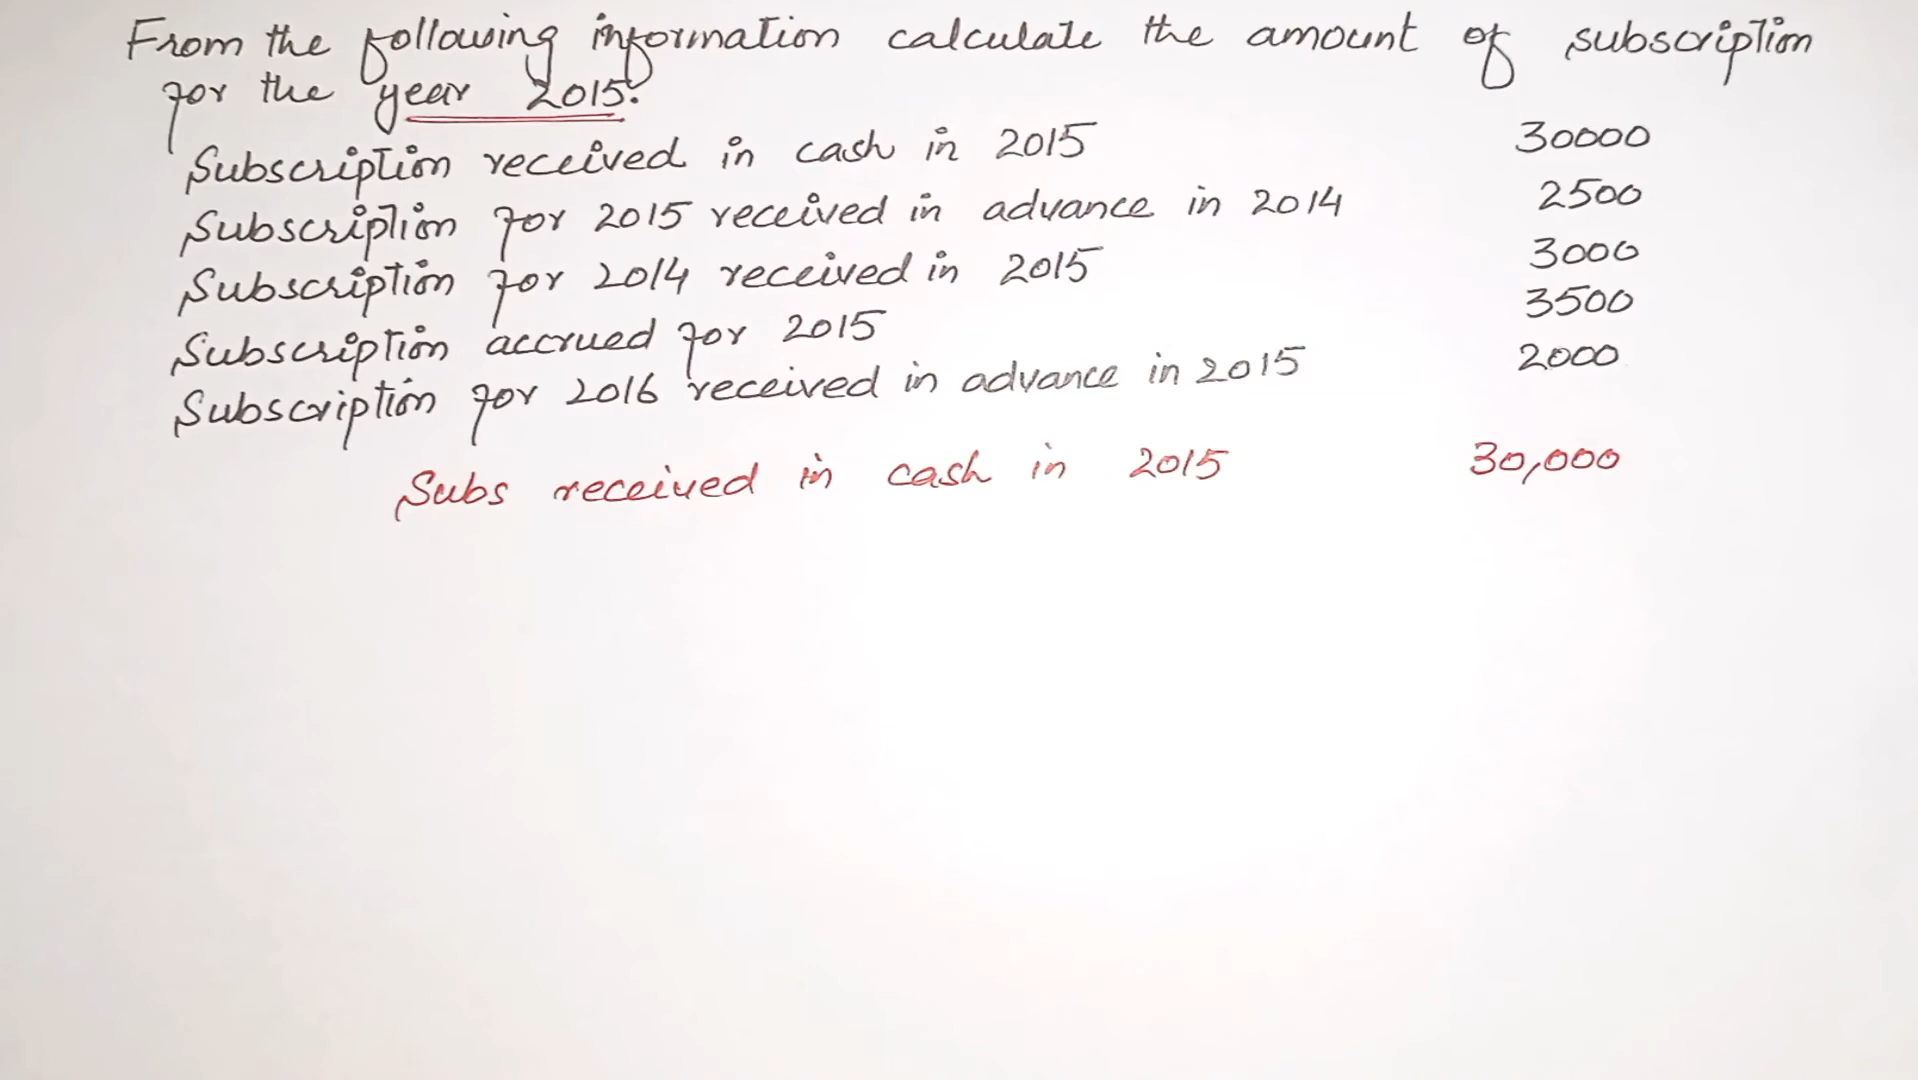 From the following information calculate the amount of subscription
for the year 2015.
Subscription received in cash in 2015 30000
Subscription for 2015 received in advance in 2014 2500
Subscription for 2014 received in 2015 3000
Subscription accrued for 2015 3500
Subscription for 2016 received in advance in 2015 2000
Subs received in cash in 2015 30,000